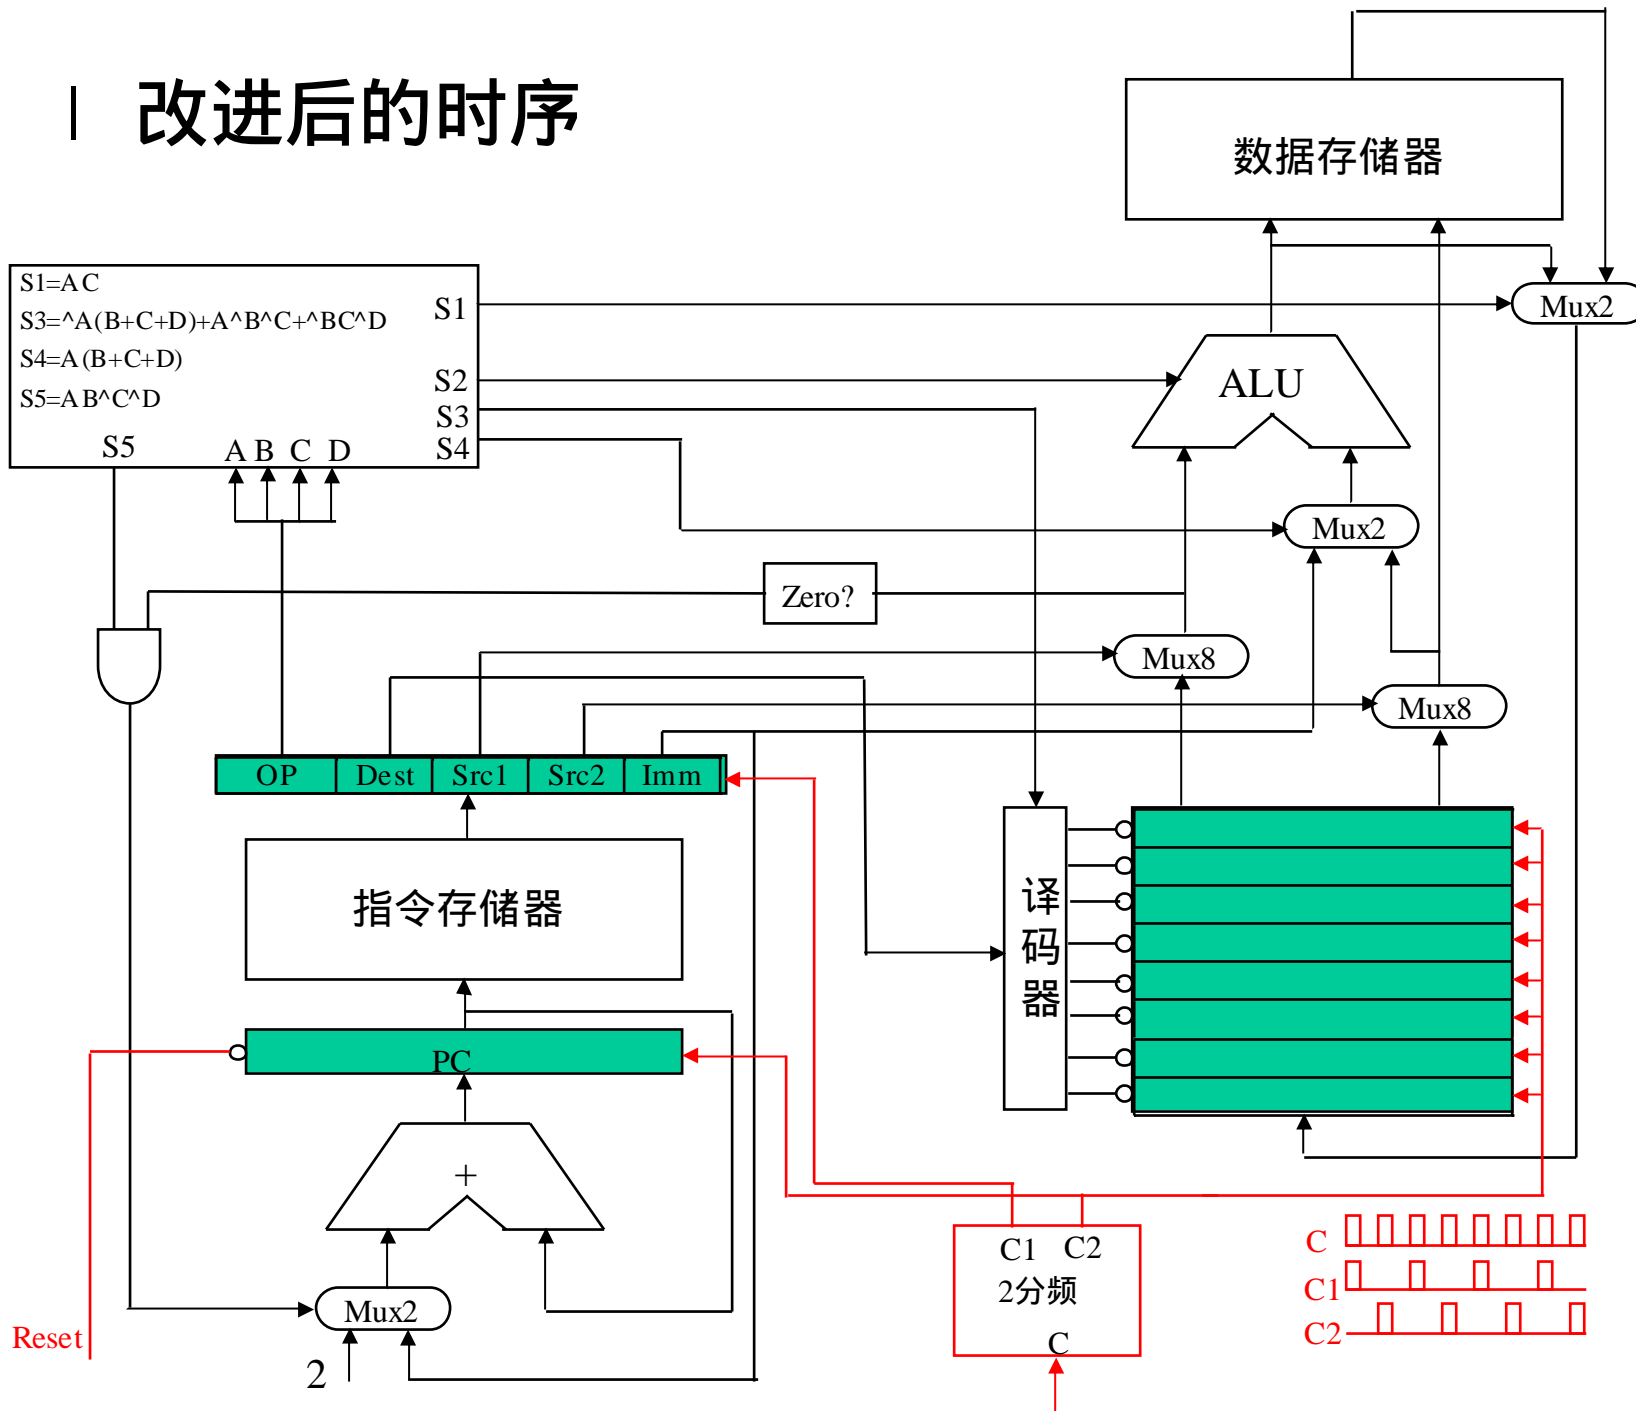 l 改进后的时序
数据存储器
S1=AC
S3=^A(B+C+D)+A^B^C+^BC^D
S4=A(B+C+D)
S5=AB^C^D
S1
S2
S3
S4
S5
A B C D
Mux2
ALU
Mux2
Zero?
Mux8
Mux8
OP Dest Src1 Src2 Imm
指令存储器
译码器
PC
+
Mux2
2
Reset
C1 C2
2分频
C
C
C1
C2